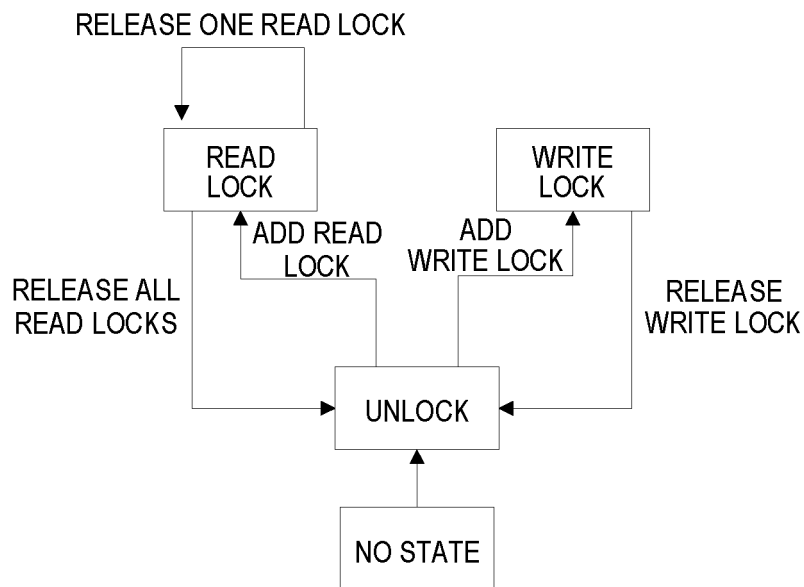 RELEASE ONE READ LOCK
READ
LOCK
WRITE
LOCK
ADD READ
LOCK
ADD
WRITE LOCK
RELEASE ALL
READ LOCKS
RELEASE
WRITE LOCK
UNLOCK
NO STATE